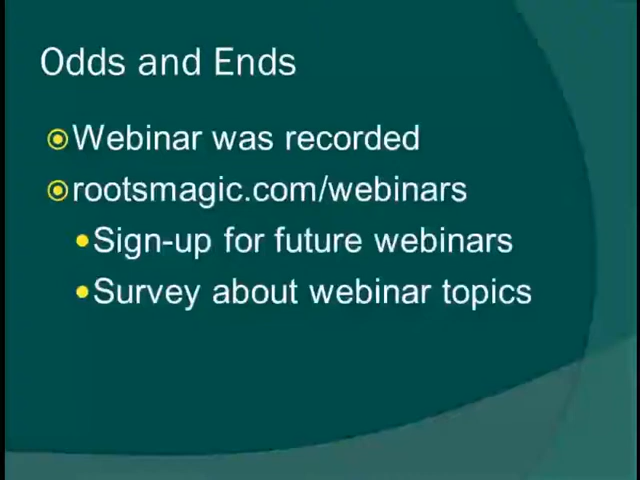 Odds and Ends
Webinar was recorded
rootsmagic.com/webinars
Sign-up for future webinars
Survey about webinar topics